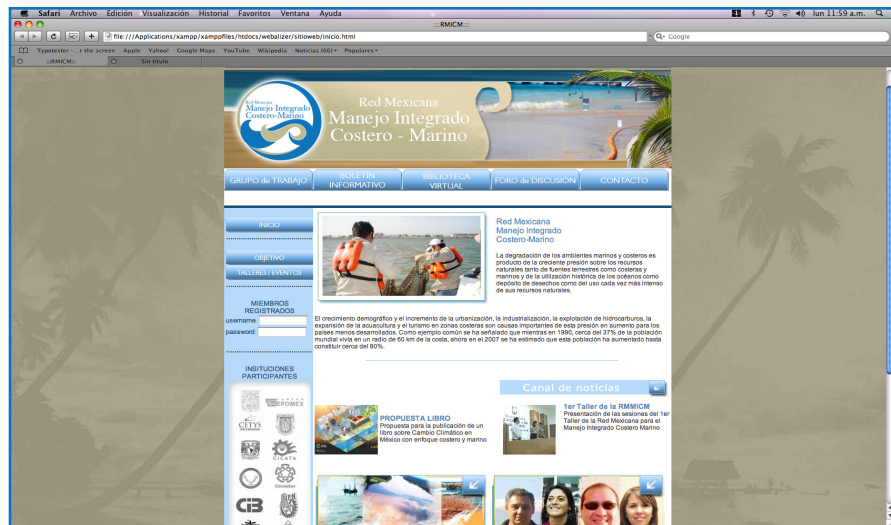 Safari Archivo Edición Visualización Historial Favoritos Ventana Ayuda
lun 11:59 a.m.
:::RMICM:::
file:///Applications/xampp/xamppfiles/htdocs/webalizer/sitioweb/inicio.html
Google
Typetester -...r the screen Apple Yahoo! Google Maps YouTube Wikipedia Noticias (66) Populares
:::RMICM::: Sin título
Red Mexicana
Manejo Integrado
Costero-Marino
Red Mexicana
Manejo Integrado
Costero - Marino
GRUPO de TRABAJO
BOLETÍN
INFORMATIVO
BIBLIOTECA
VIRTUAL
FORO de DISCUSIÓN
CONTACTO
INICIO
OBJETIVO
TALLERES / EVENTOS
MIEMBROS
REGISTRADOS
username
password
INSITUCIONES
PARTICIPANTES
EPOMEX
CETYS
CICATA
Cinvestav
CiB
Red Mexicana
Manejo Integrado
Costero-Marino
La degradación de los ambientes marinos y costeros es
producto de la creciente presión sobre los recursos
naturales tanto de fuentes terrestres como costeras y
marinos y de la utilización histórica de los océanos como
depósito de desechos como del uso cada vez más intenso
de sus recursos naturales.
El crecimiento demográfico y el incremento de la urbanización, la industrialización, la explotación de hidrocarburos, la
expansión de la acuacultura y el turismo en zonas costeras son causas importantes de esta presión en aumento para los
países menos desarrollados. Como ejemplo común se ha señalado que mientras en 1990, cerca del 37% de la población
mundial vivía en un radio de 60 km de la costa, ahora en el 2007 se ha estimado que esta población ha aumentado hasta
constituir cerca del 80%.
Canal de noticias
PROPUESTA LIBRO
Propuesta para la publicación de un
libro sobre Cambio Climático en
México con enfoque costero y marino
1er Taller de la RMMICM
Presentación de las sesiones del 1er
Taller de la Red Mexicana para el
Manejo Integrado Costero Marino